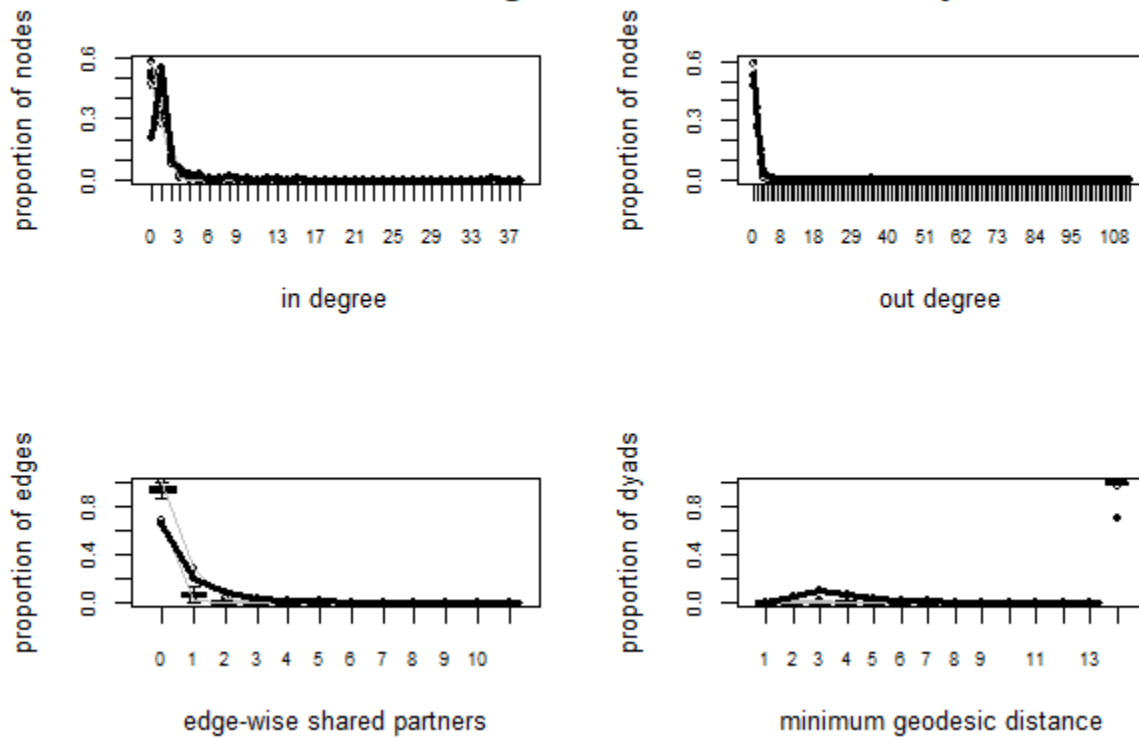 proportion of nodes
0.0 0.3 0.6
0 3 6 9 13 17 21 25 29 33 37
in degree
proportion of nodes
0.0 0.3 0.6
0 8 18 29 40 51 62 73 84 95 108
out degree
proportion of edges
0.0 0.4 0.8
0 1 2 3 4 5 6 7 8 9 10
edge-wise shared partners
proportion of dyads
0.0 0.4 0.8
1 2 3 4 5 6 7 8 9 11 13
minimum geodesic distance